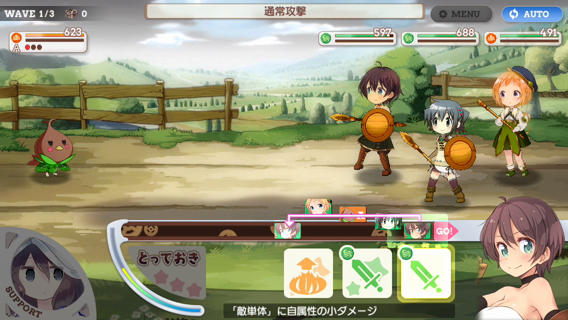 WAVE 1/3 0
通常攻撃
MENU
AUTO
623
A
597
688
491
GO!
とっておき
SUPPORT
「敵単体」に自属性の小ダメージ